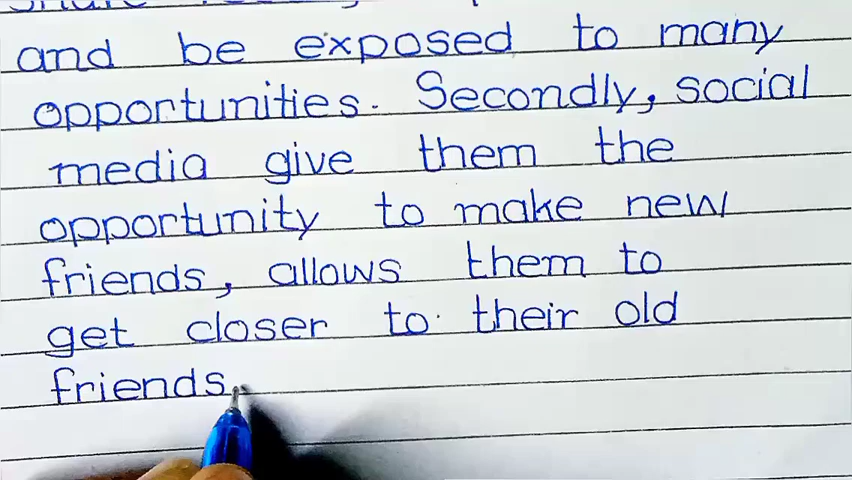 and be exposed to many
opportunities. Secondly, social
media give them the
opportunity to make new
friends, allows them to
get closer to their old
friends.